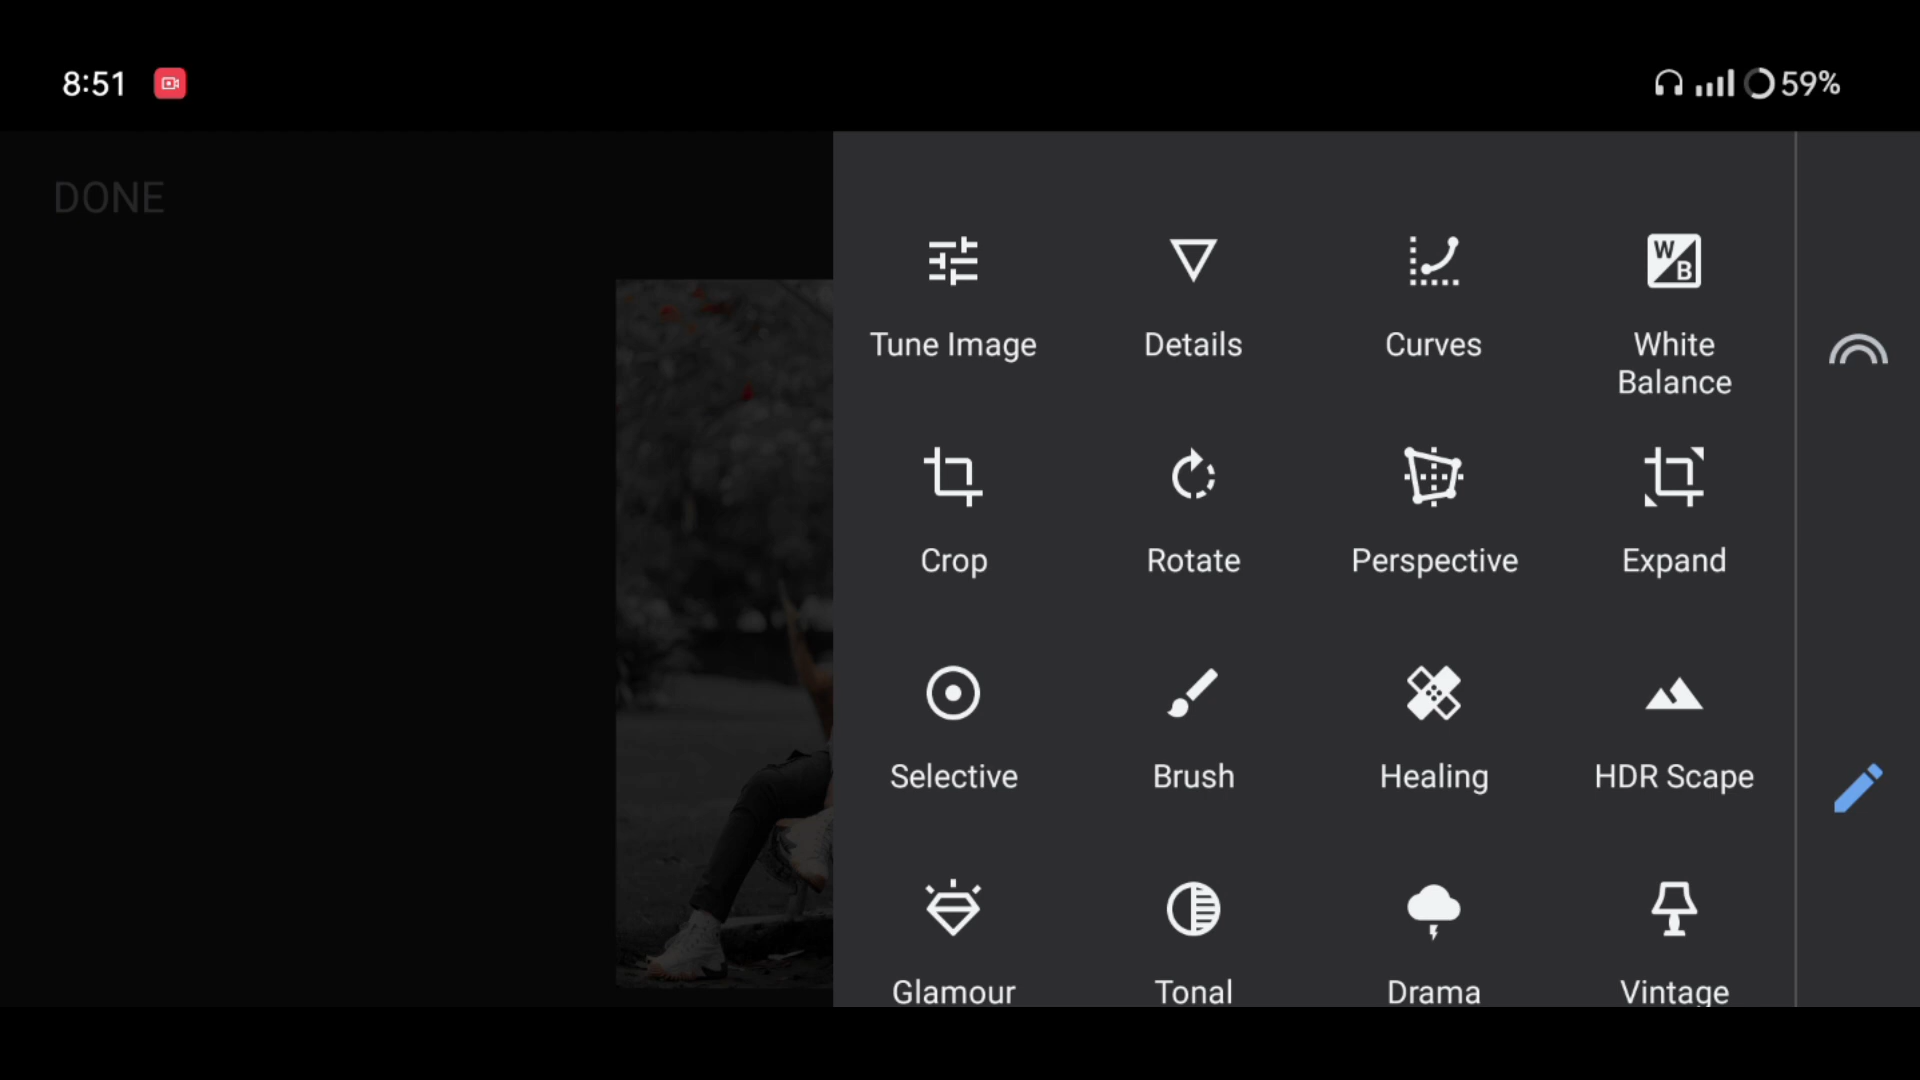 8:51
59%
DONE
Tune Image
Details
Curves
White
Balance
W
B
Crop
Rotate
Perspective
Expand
Selective
Brush
Healing
HDR Scape
Glamour
Tonal
Drama
Vintage